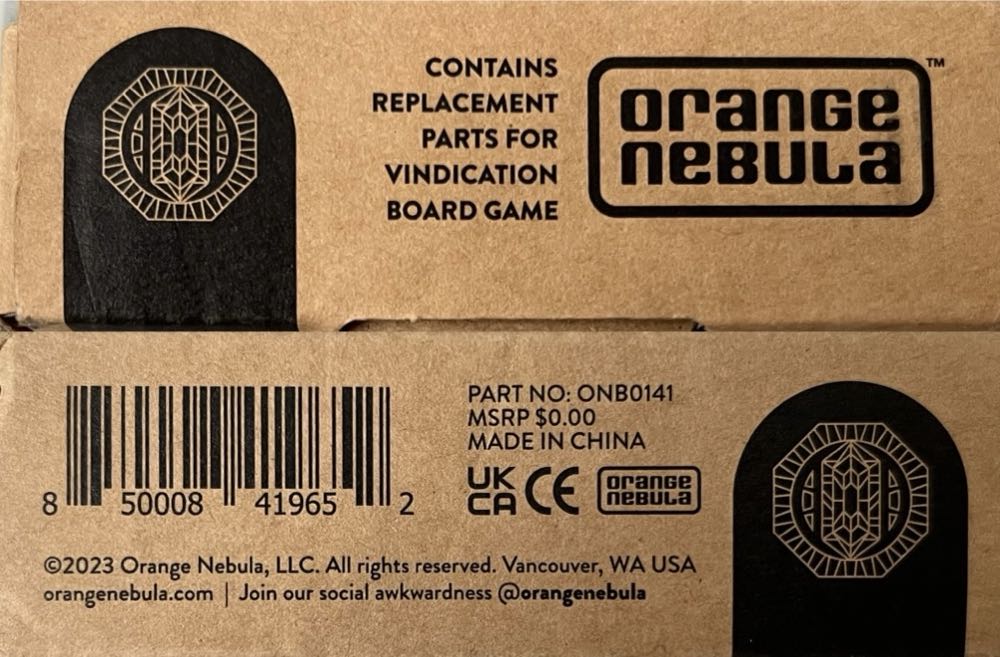 CONTAINS
REPLACEMENT
PARTS FOR
VINDICATION
BOARD GAME
orange
nebula
™
PART NO: ONB0141
MSRP $0.00
MADE IN CHINA
UK
CA CE orange
nebula
8 50008 41965 2
©2023 Orange Nebula, LLC. All rights reserved. Vancouver, WA USA
orangenebula.com | Join our social awkwardness @orangenebula